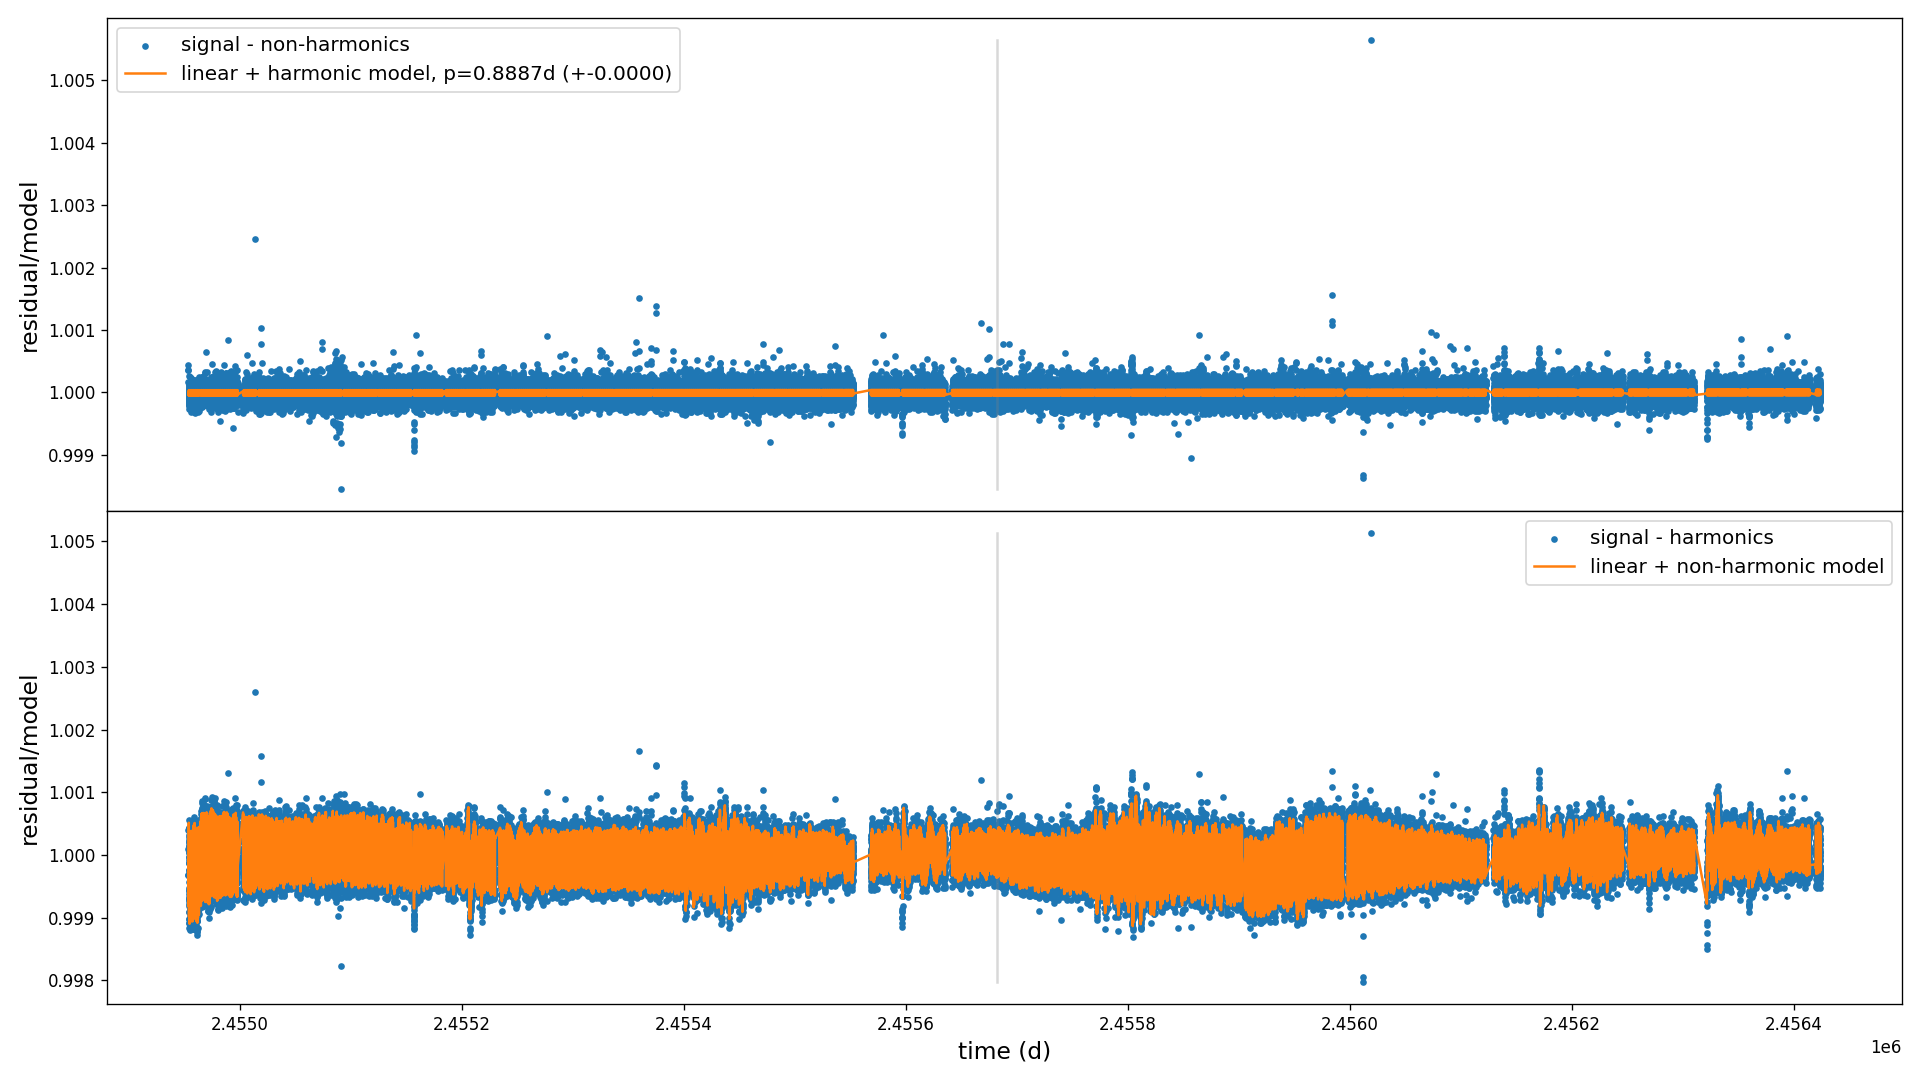 signal - non-harmonics
linear + harmonic model, p=0.8887d (+-0.0000)
1.005
1.004
1.003
1.002
1.001
1.000
0.999
residual/model
signal - harmonics
linear + non-harmonic model
1.005
1.004
1.003
1.002
1.001
1.000
0.999
0.998
residual/model
2.4550
2.4552
2.4554
2.4556
2.4558
2.4560
2.4562
2.4564
1e6
time (d)